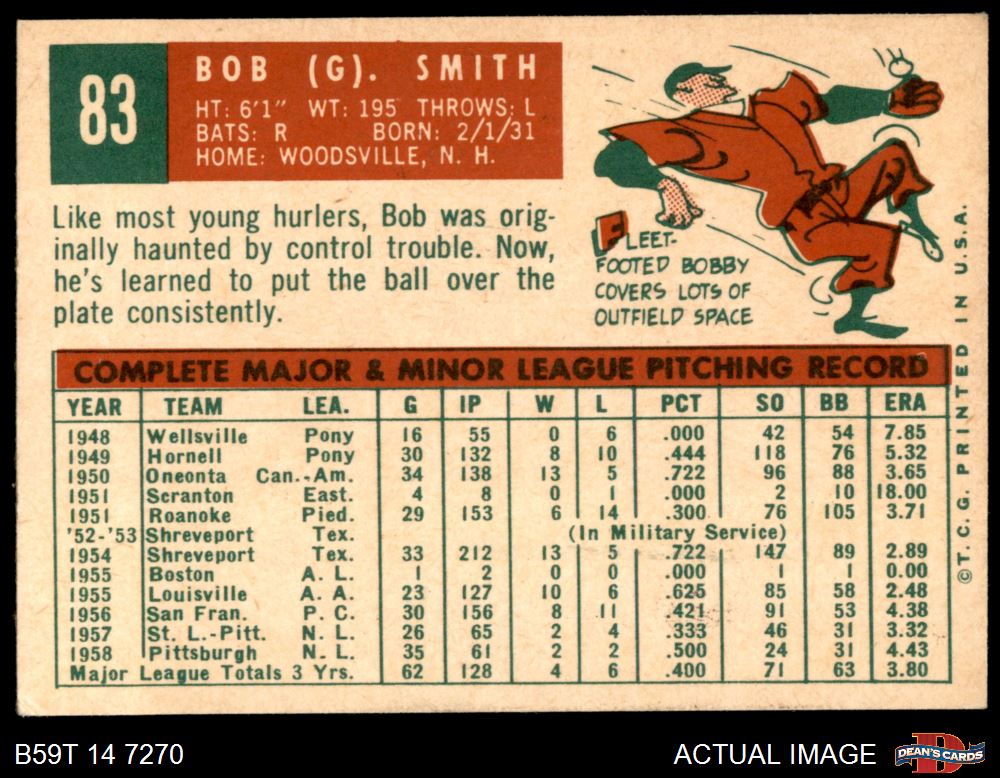 83
BOB (G). SMITH
HT: 6'1" WT: 195 THROWS: L
BATS: R BORN: 2/1/31
HOME: WOODSVILLE, N. H.
Like most young hurlers, Bob was orig-
inally haunted by control trouble. Now,
he's learned to put the ball over the
plate consistently.
FLEET-
FOOTED BOBBY
COVERS LOTS OF
OUTFIELD SPACE
COMPLETE MAJOR & MINOR LEAGUE PITCHING RECORD
YEAR TEAM LEA. G IP W L PCT SO BB ERA
1948 Wellsville Pony 16 55 0 6 .000 42 54 7.85
1949 Hornell Pony 30 132 8 10 .444 118 76 5.32
1950 Oneonta Can.-Am. 34 138 13 5 .722 96 88 3.65
1951 Scranton East. 4 8 0 1 .000 2 10 18.00
1951 Roanoke Pied. 29 153 6 14 .300 76 105 3.71
'52-'53 Shreveport Tex. (In Military Service)
1954 Shreveport Tex. 33 212 13 5 .722 147 89 2.89
1955 Boston A. L. 1 2 0 0 .000 1 1 0.00
1955 Louisville A. A. 23 127 10 6 .625 85 58 2.48
1956 San Fran. P. C. 30 156 8 11 .421 91 53 4.38
1957 St. L.-Pitt. N. L. 26 65 2 4 .333 46 31 3.32
1958 Pittsburgh N. L. 35 61 2 2 .500 24 31 4.43
Major League Totals 3 Yrs. 62 128 4 6 .400 71 63 3.80
© T. C. G. PRINTED IN U.S.A.
B59T 14 7270
ACTUAL IMAGE
D
DEAN'S CARDS